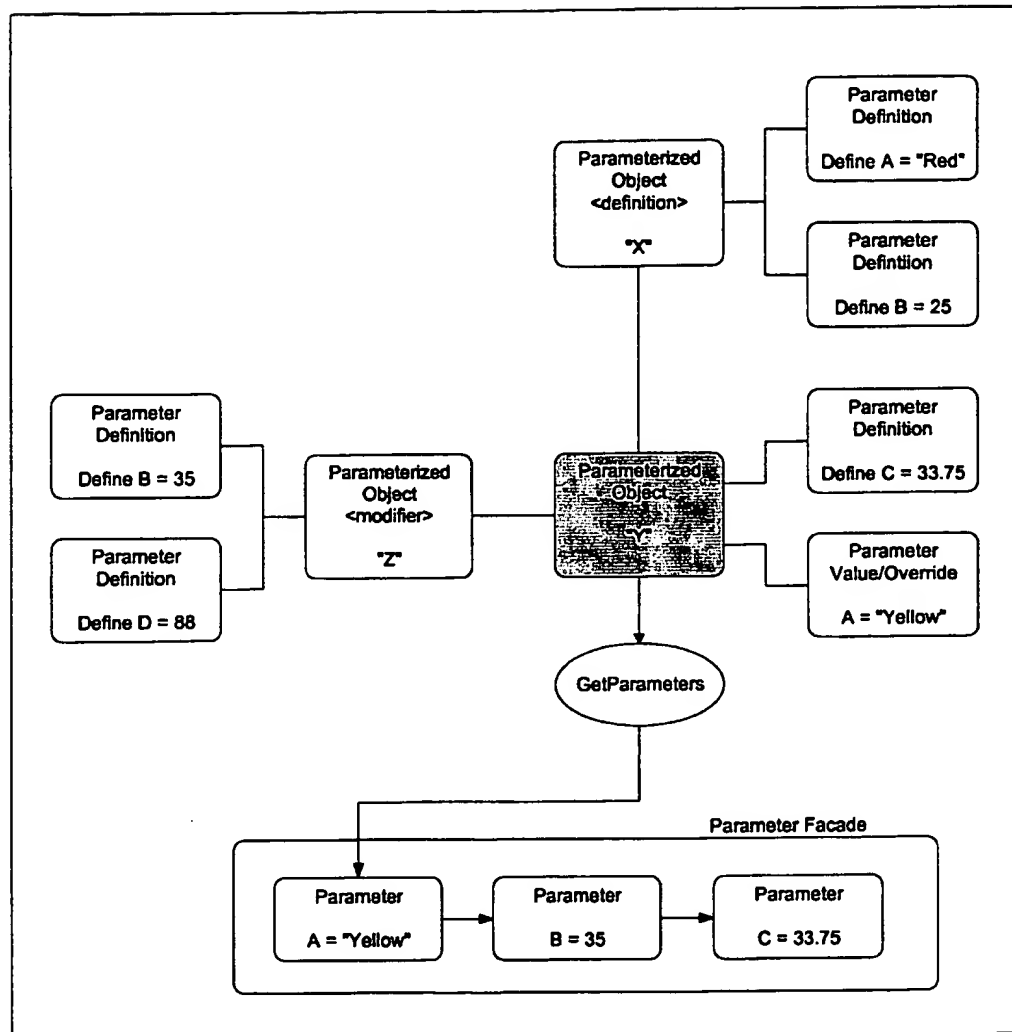 Parameter
Definition
Define A = "Red"
Parameterized
Object
<definition>
"X"
Parameter
Defintiion
Define B = 25
Parameter
Definition
Define B = 35
Parameterized
Object
<modifier>
"Z"
Parameter
Definition
Define D = 88
Parameterized
Object
"Y"
Parameter
Definition
Define C = 33.75
Parameter
Value/Override
A = "Yellow"
GetParameters
Parameter Facade
Parameter
A = "Yellow"
Parameter
B = 35
Parameter
C = 33.75